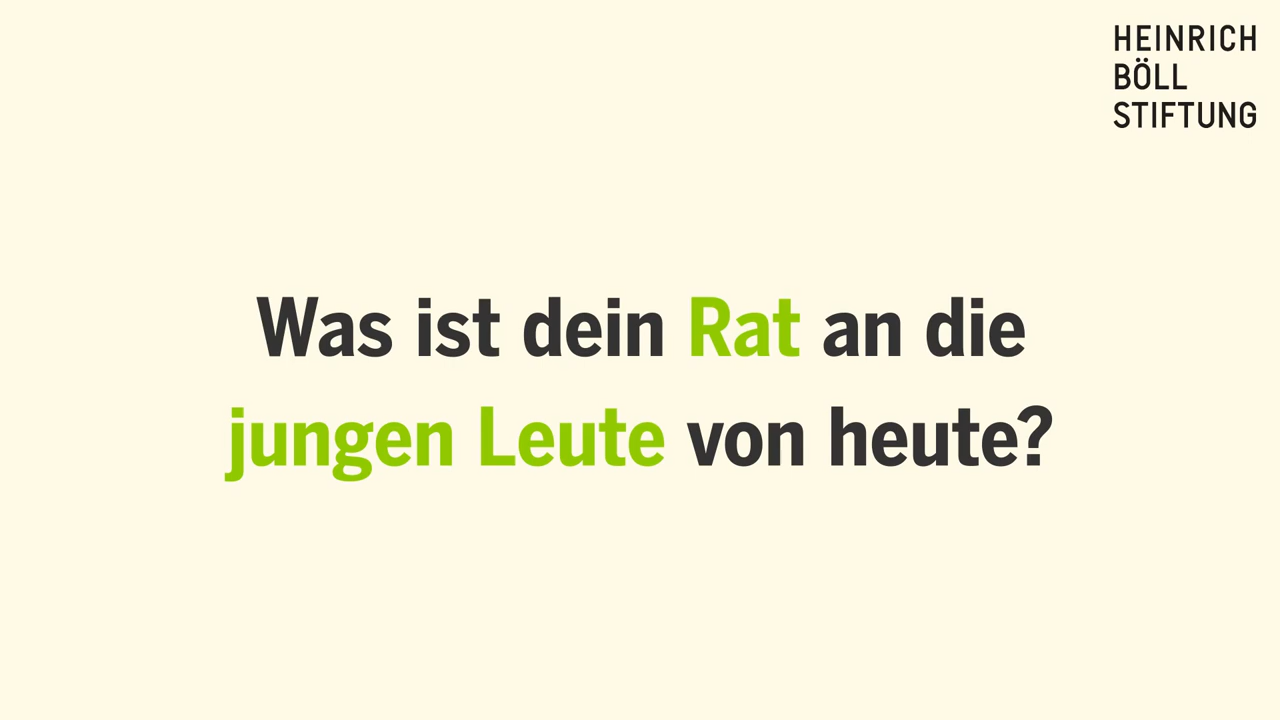 HEINRICH
BÖLL
STIFTUNG
Was ist dein Rat an die
jungen Leute von heute?